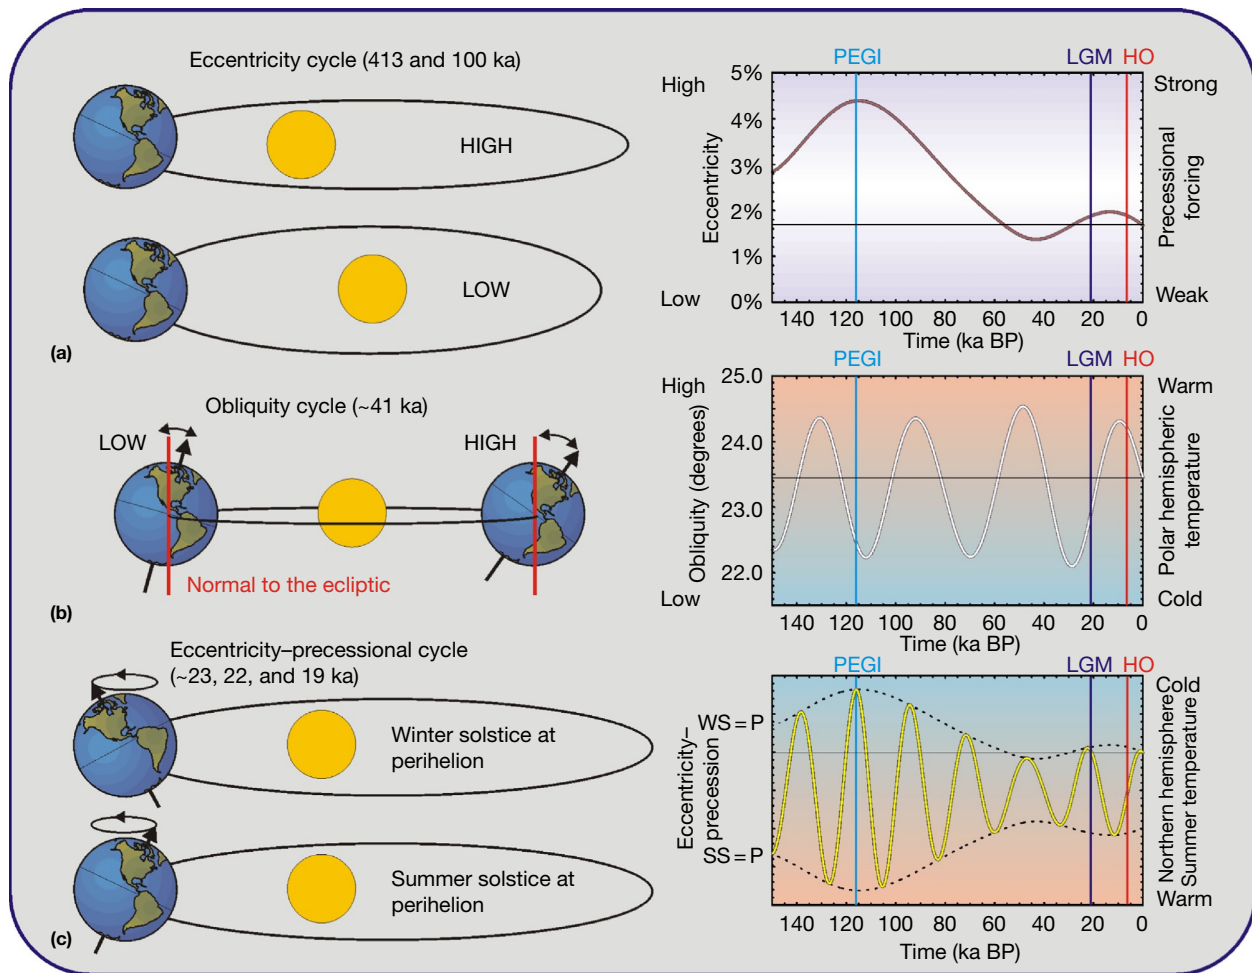 Eccentricity cycle (413 and 100 ka)
HIGH
LOW
(a)
PEGI
LGM HO
High
Low
Eccentricity
5%
4%
3%
2%
1%
0%
Strong
Precessional
forcing
Weak
140 120 100 80 60 40 20 0
Time (ka BP)
Obliquity cycle (~41 ka)
LOW
HIGH
Normal to the ecliptic
(b)
PEGI
LGM HO
High
Low
Obliquity (degrees)
25.0
24.0
23.0
22.0
Warm
Polar hemispheric
temperature
Cold
140 120 100 80 60 40 20 0
Time (ka BP)
Eccentricity–precessional cycle
(~23, 22, and 19 ka)
Winter solstice at
perihelion
Summer solstice at
perihelion
(c)
PEGI
LGM HO
WS = P
SS = P
Eccentricity–
precession
Cold
Northern hemisphere
Summer temperature
Warm
140 120 100 80 60 40 20 0
Time (ka BP)